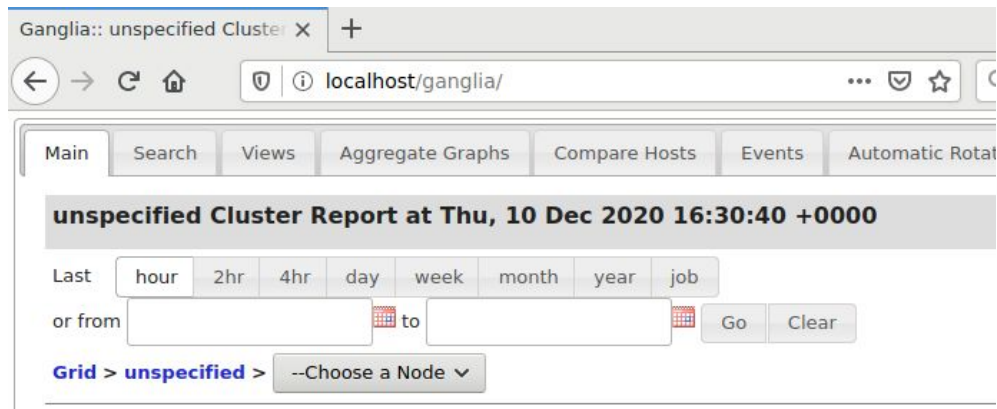 Ganglia:: unspecified Cluster
localhost/ganglia/
Main Search Views Aggregate Graphs Compare Hosts Events Automatic Rotat
unspecified Cluster Report at Thu, 10 Dec 2020 16:30:40 +0000
Last hour 2hr 4hr day week month year job
or from to Go Clear
Grid > unspecified > --Choose a Node